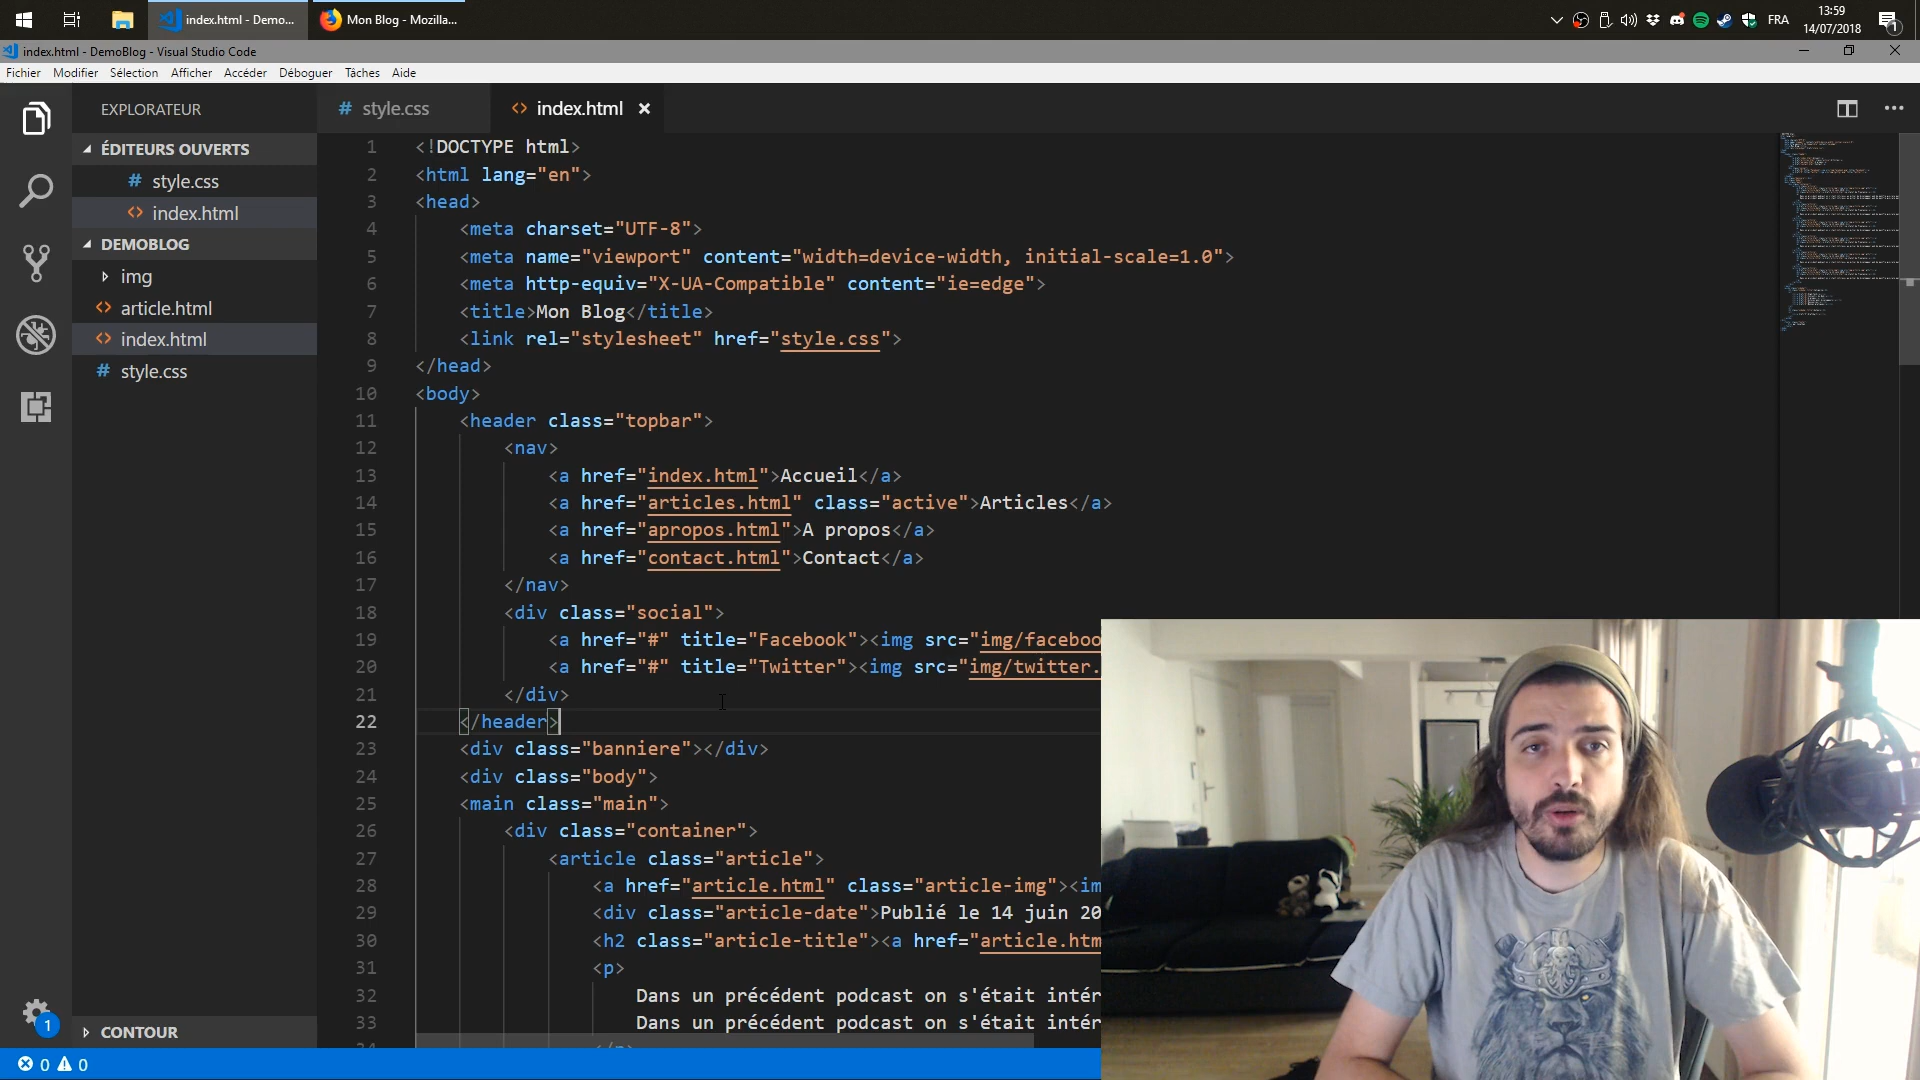 index.html - Demo...
Mon Blog - Mozilla...
FRA
13:59
14/07/2018
1
index.html - DemoBlog - Visual Studio Code
Fichier Modifier Sélection Afficher Accéder Déboguer Tâches Aide
EXPLORATEUR
ÉDITEURS OUVERTS
# style.css
<> index.html
DEMOBLOG
img
<> article.html
<> index.html
# style.css
CONTOUR
1
0 0
# style.css
<> index.html
1 <!DOCTYPE html>
2 <html lang="en">
3 <head>
4 <meta charset="UTF-8">
5 <meta name="viewport" content="width=device-width, initial-scale=1.0">
6 <meta http-equiv="X-UA-Compatible" content="ie=edge">
7 <title>Mon Blog</title>
8 <link rel="stylesheet" href="style.css">
9 </head>
10 <body>
11 <header class="topbar">
12 <nav>
13 <a href="index.html">Accueil</a>
14 <a href="articles.html" class="active">Articles</a>
15 <a href="apropos.html">A propos</a>
16 <a href="contact.html">Contact</a>
17 </nav>
18 <div class="social">
19 <a href="#" title="Facebook"><img src="img/faceboo
20 <a href="#" title="Twitter"><img src="img/twitter.
21 </div>
22 </header>
23 <div class="banniere"></div>
24 <div class="body">
25 <main class="main">
26 <div class="container">
27 <article class="article">
28 <a href="article.html" class="article-img"><im
29 <div class="article-date">Publié le 14 juin 20
30 <h2 class="article-title"><a href="article.htm
31 <p>
32 Dans un précédent podcast on s'était intér
33 Dans un précédent podcast on s'était intér